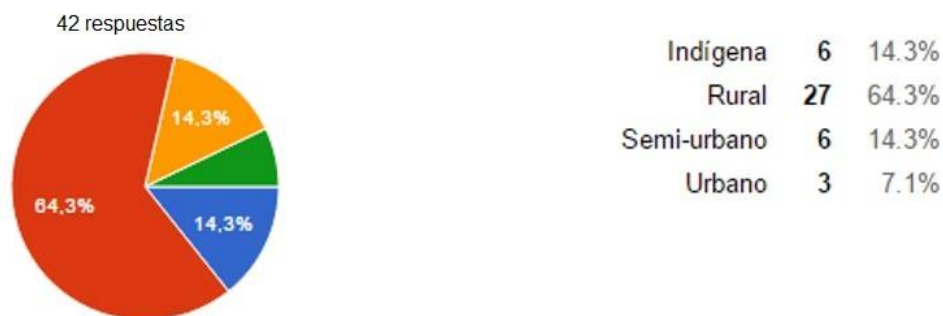 42 respuestas
14,3%
64,3%
14,3%
Indígena 6 14.3%
Rural 27 64.3%
Semi-urbano 6 14.3%
Urbano 3 7.1%